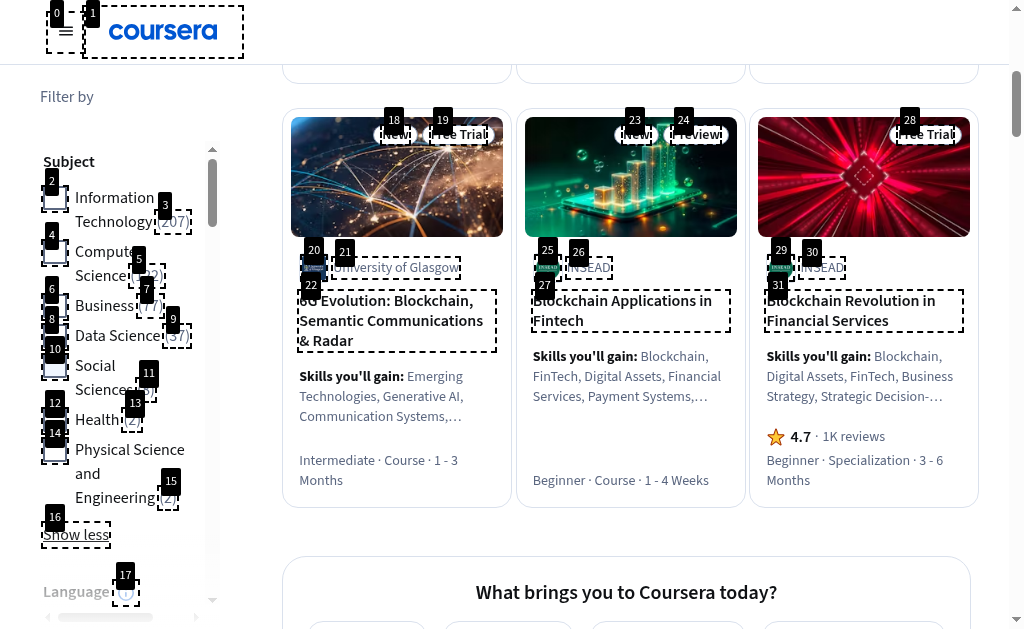 coursera
Filter by
Subject
Information
Technology (207)
Computer
Science
Business (77)
Data Science (37)
Social
Sciences
Health (2)
Physical Science
and
Engineering (2)
Show less
Language
New
Free Trial
University of Glasgow
6G Evolution: Blockchain,
Semantic Communications
& Radar
Skills you'll gain: Emerging
Technologies, Generative AI,
Communication Systems,…
Intermediate · Course · 1 - 3
Months
New
Preview
INSEAD
Blockchain Applications in
Fintech
Skills you'll gain: Blockchain,
FinTech, Digital Assets, Financial
Services, Payment Systems,…
Beginner · Course · 1 - 4 Weeks
Free Trial
INSEAD
Blockchain Revolution in
Financial Services
Skills you'll gain: Blockchain,
Digital Assets, FinTech, Business
Strategy, Strategic Decision-…
4.7 · 1K reviews
Beginner · Specialization · 3 - 6
Months
What brings you to Coursera today?
0
1
2
3
4
5
6
7
8
9
10
11
12
13
14
15
16
17
18
19
20
21
22
23
24
25
26
27
28
29
30
31